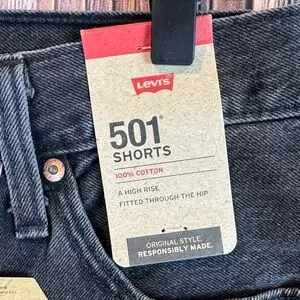 LEVI'S
501®
SHORTS
100% COTTON
A HIGH RISE
FITTED THROUGH THE HIP
ORIGINAL STYLE.
RESPONSIBLY MADE.